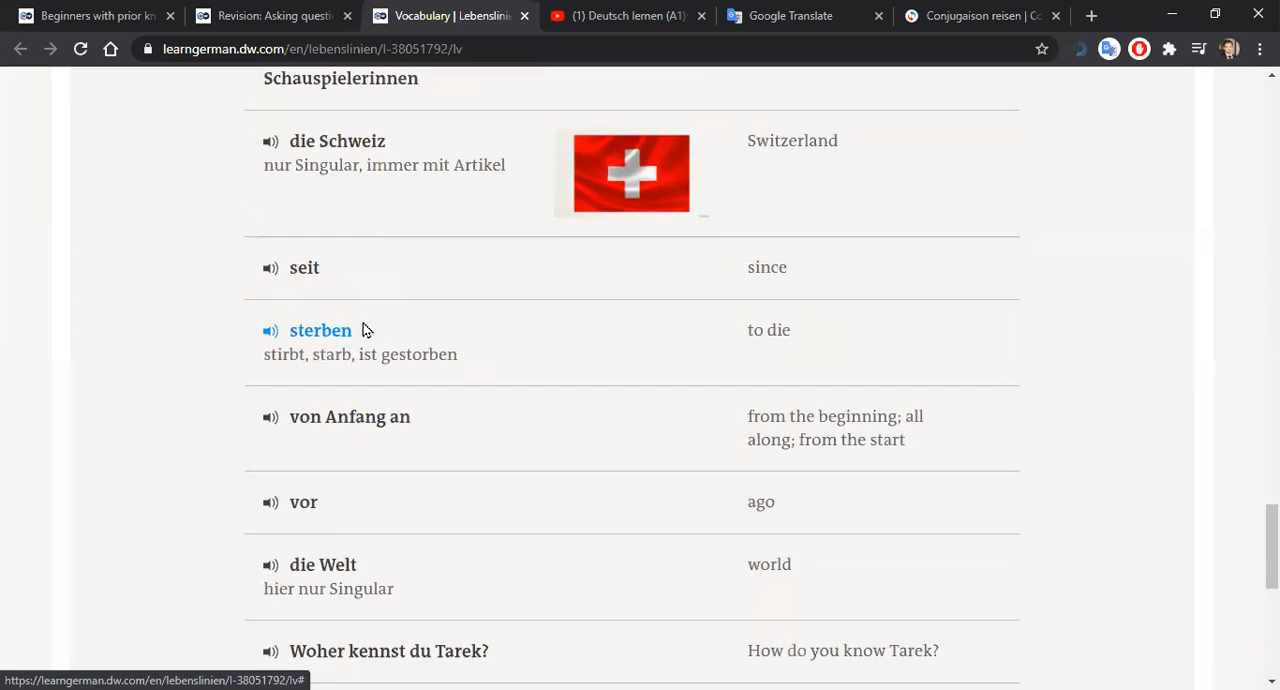 Beginners with prior kn
Revision: Asking questi
Vocabulary | Lebenslini
(1) Deutsch lernen (A1)
Google Translate
Conjugaison reisen | Co
learngerman.dw.com/en/lebenslinien/l-38051792/lv
Schauspielerinnen
die Schweiz
Switzerland
nur Singular, immer mit Artikel
seit
since
sterben
to die
stirbt, starb, ist gestorben
von Anfang an
from the beginning; all
along; from the start
vor
ago
die Welt
world
hier nur Singular
Woher kennst du Tarek?
How do you know Tarek?
https://learngerman.dw.com/en/lebenslinien/l-38051792/lv#